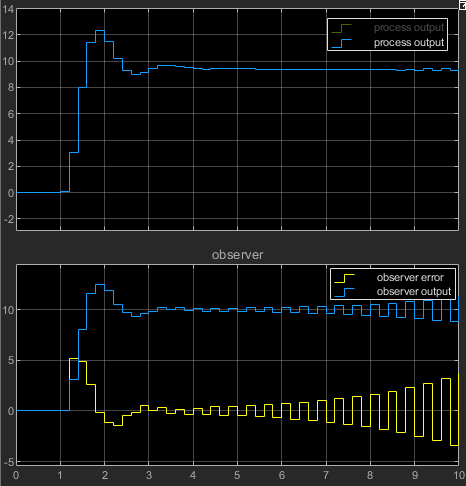 14
12
process output
process output
10
8
6
4
2
0
-2
observer
observer error
observer output
10
5
0
-5
0 1 2 3 4 5 6 7 8 9 10